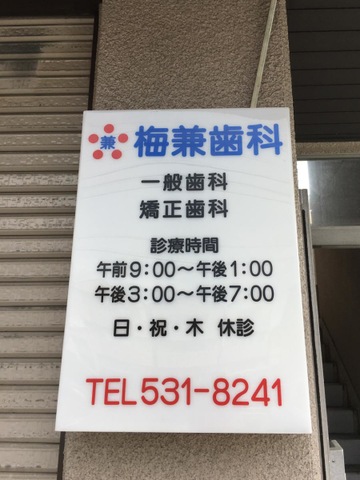 兼 梅兼歯科
一般歯科
矯正歯科
診療時間
午前9:00〜午後1:00
午後3:00〜午後7:00
日・祝・木 休診
TEL531-8241